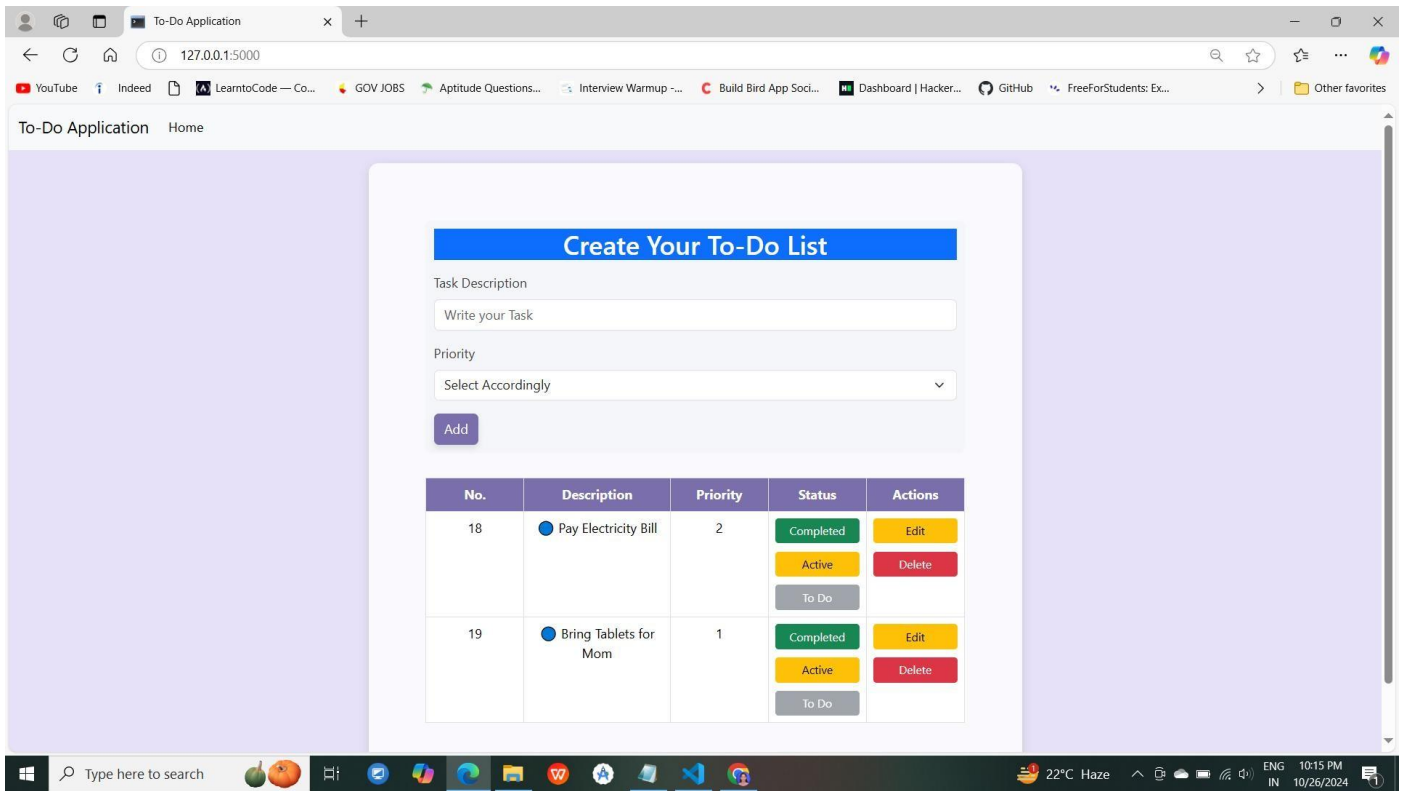 To-Do Application
127.0.0.1:5000
YouTube Indeed LearntoCode — Co... GOV JOBS Aptitude Questions... Interview Warmup -... Build Bird App Soci... Dashboard | Hacker... GitHub FreeForStudents: Ex... Other favorites
To-Do Application Home
Create Your To-Do List
Task Description
Write your Task
Priority
Select Accordingly
Add
No. Description Priority Status Actions
18 Pay Electricity Bill 2 Completed Edit
Active Delete
To Do
19 Bring Tablets for 1 Completed Edit
Mom
Active Delete
To Do
Type here to search 22°C Haze ENG 10:15 PM
IN 10/26/2024